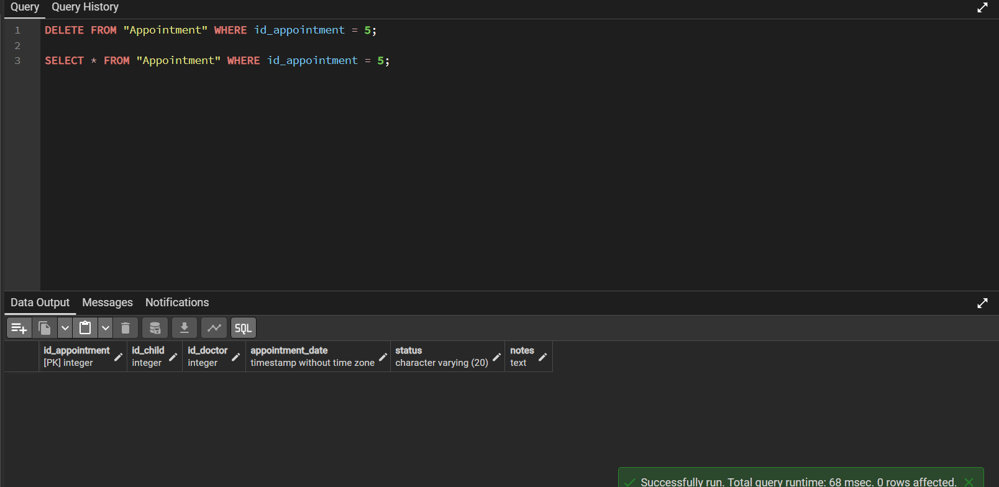 Query Query History
1 DELETE FROM "Appointment" WHERE id_appointment = 5;
2
3 SELECT * FROM "Appointment" WHERE id_appointment = 5;
Data Output Messages Notifications
SQL
id_appointment id_child id_doctor appointment_date status notes
[PK] integer integer integer timestamp without time zone character varying (20) text
Successfully run. Total query runtime: 68 msec. 0 rows affected.